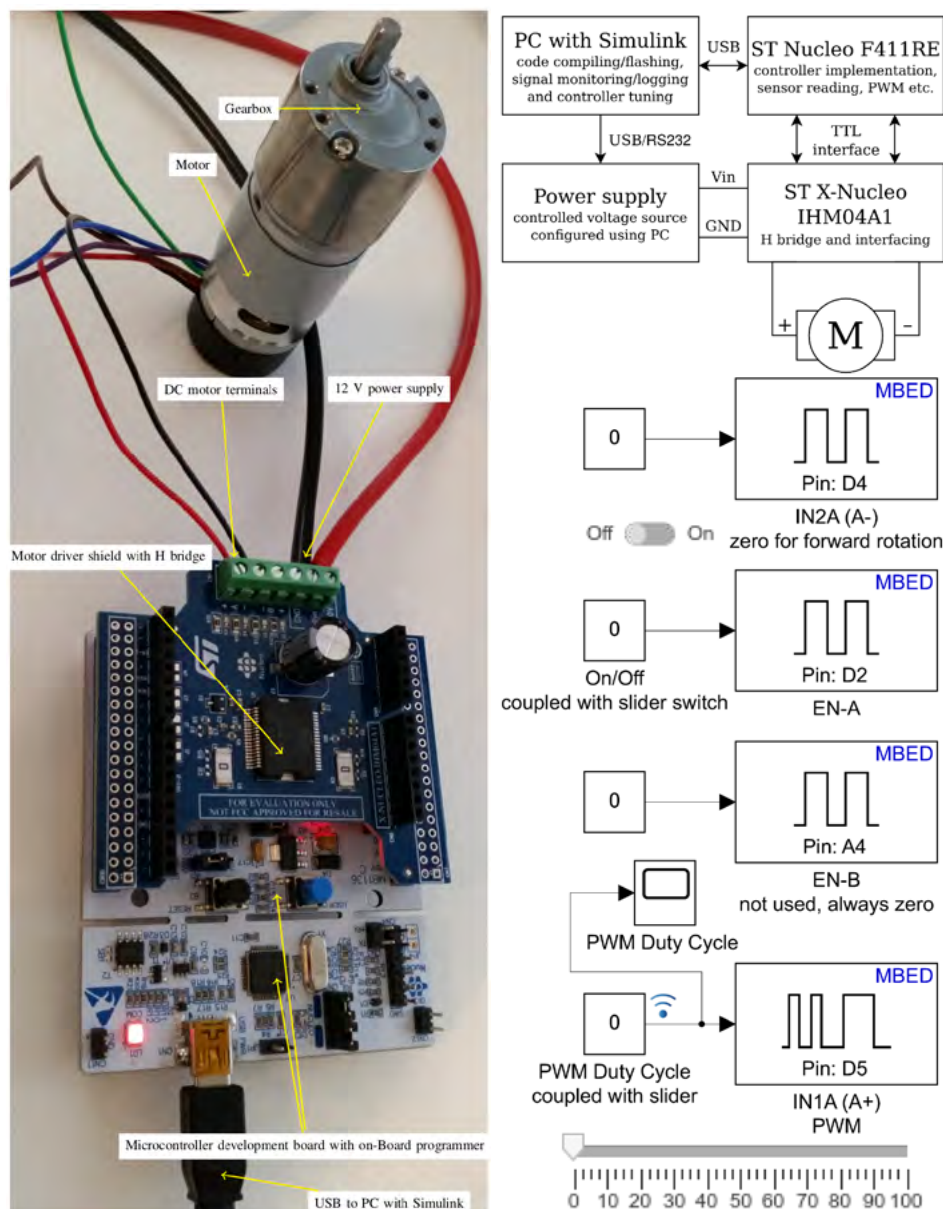 Gearbox
Motor
DC motor terminals
12 V power supply
Motor driver shield with H bridge
FOR EVALUATION ONLY
NOT FCC APPROVED FOR RESALE
RESET
USER
Microcontroller development board with on-Board programmer
USB to PC with Simulink
PC with Simulink
code compiling/flashing,
signal monitoring/logging
and controller tuning
USB
ST Nucleo F411RE
controller implementation,
sensor reading, PWM etc.
USB/RS232
TTL
interface
Power supply
controlled voltage source
configured using PC
Vin
GND
ST X-Nucleo
IHM04A1
H bridge and interfacing
+
M
−
MBED
0
Pin: D4
IN2A (A-)
zero for forward rotation
Off
On
MBED
0
Pin: D2
On/Off
coupled with slider switch
EN-A
MBED
0
Pin: A4
EN-B
not used, always zero
PWM Duty Cycle
MBED
0
Pin: D5
PWM Duty Cycle
coupled with slider
IN1A (A+)
PWM
0 10 20 30 40 50 60 70 80 90 100